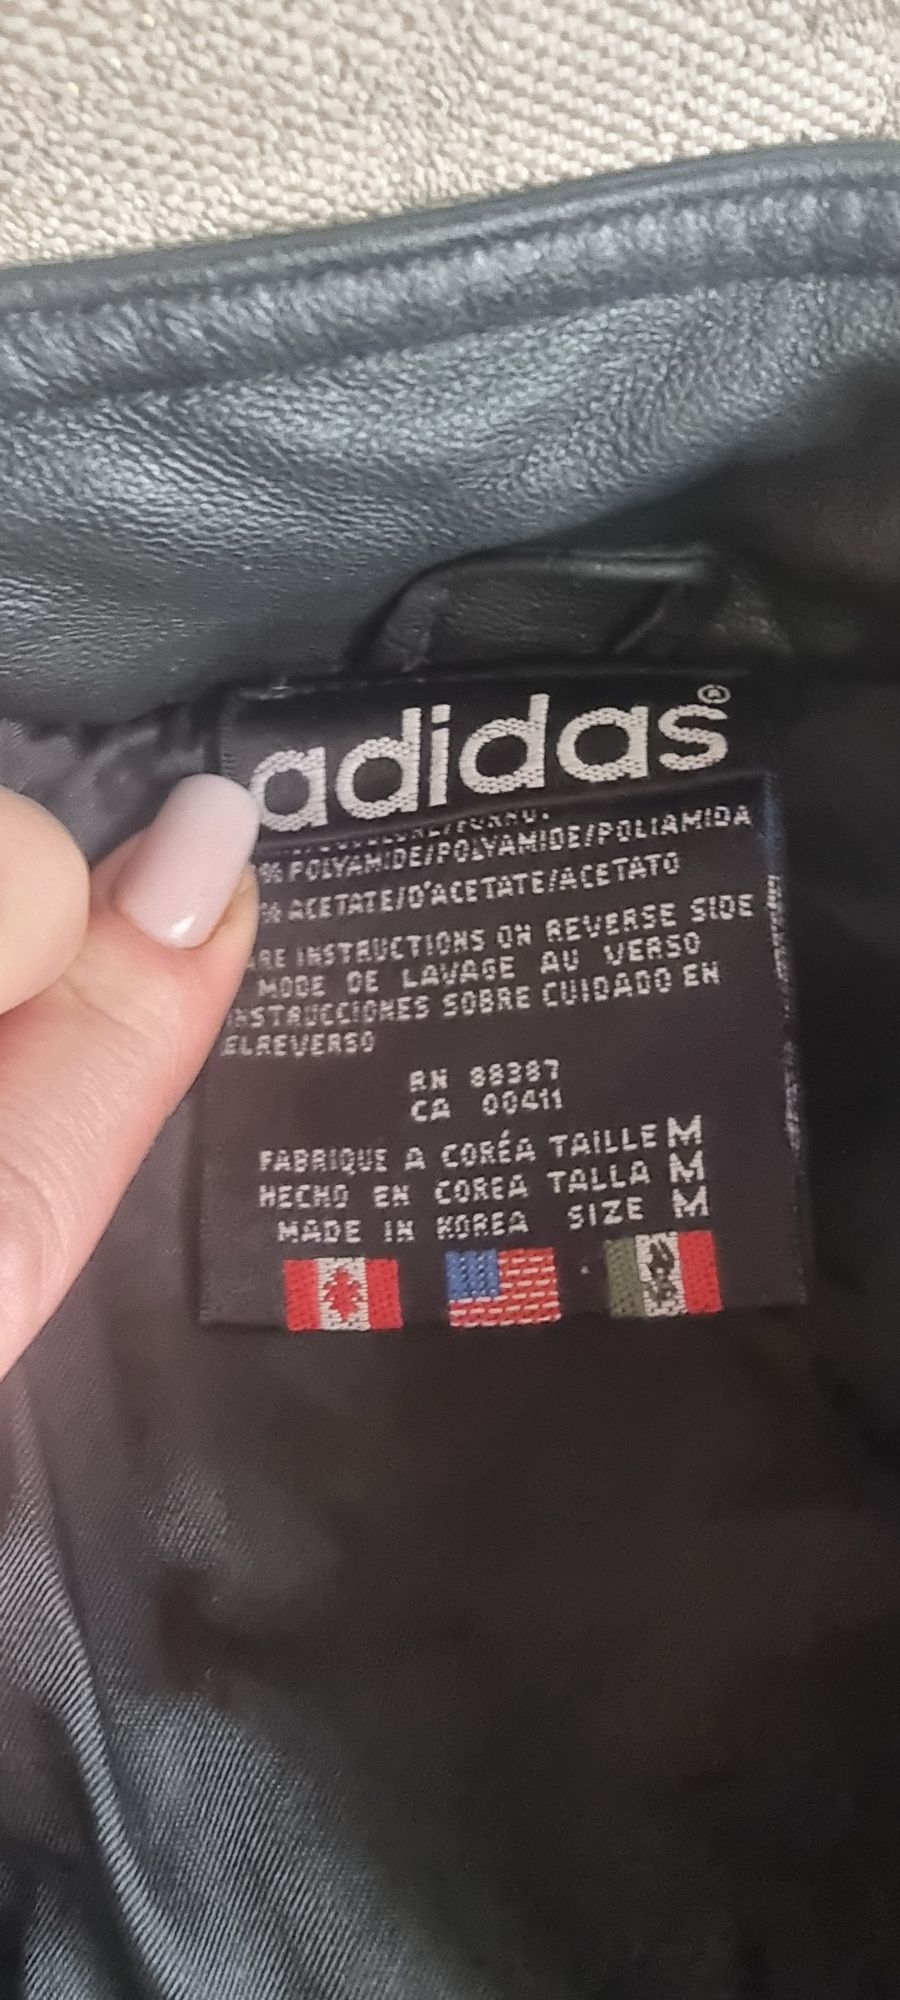 adidas®
% POLYAMIDE/POLYAMIDE/POLIAMIDA
% ACETATE/D'ACETATE/ACETATO
ARE INSTRUCTIONS ON REVERSE SIDE
MODE DE LAVAGE AU VERSO
INSTRUCCIONES SOBRE CUIDADO EN
ELREVERSO
RN 88387
CA 00411
FABRIQUE A CORÉA TAILLE M
HECHO EN COREA TALLA M
MADE IN KOREA SIZE M